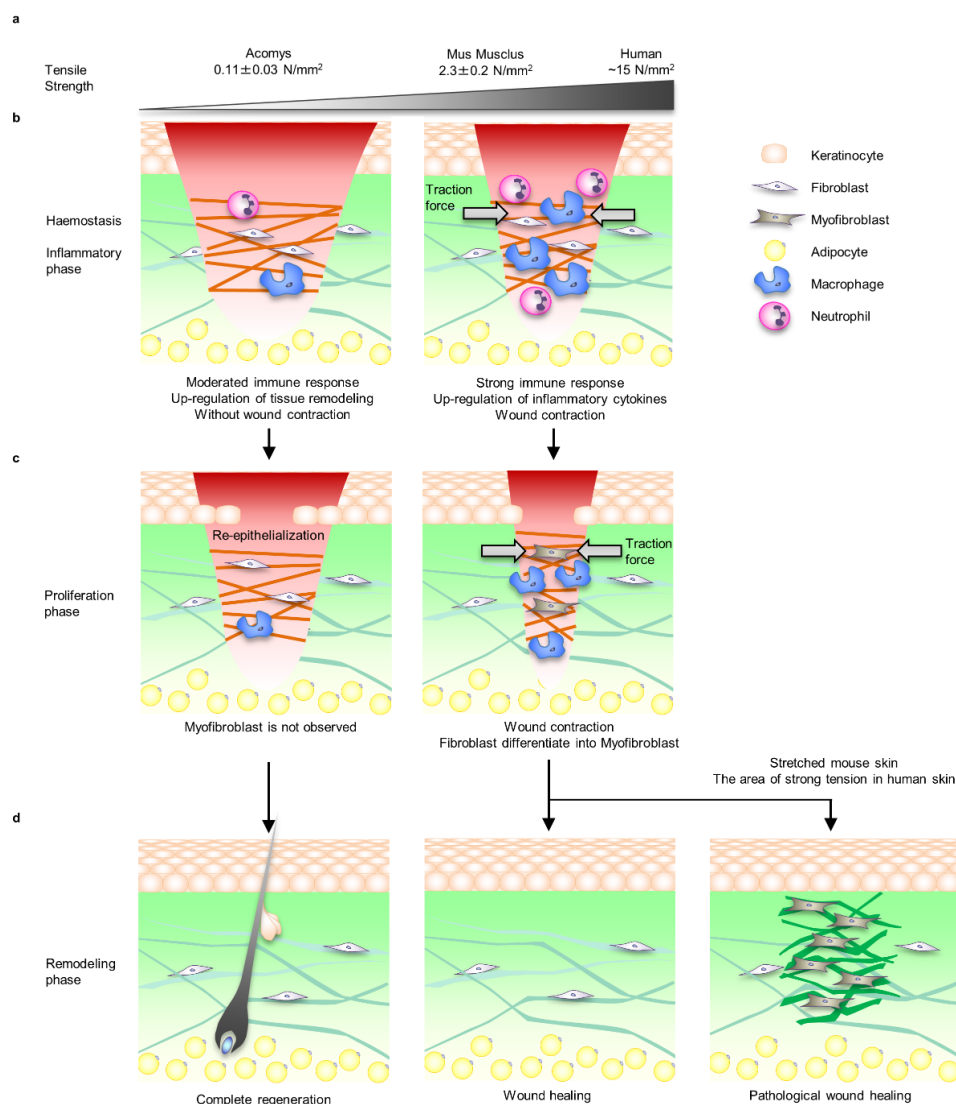 a
Acomys
0.11±0.03 N/mm²
Mus Musclus
2.3±0.2 N/mm²
Human
~15 N/mm²
Tensile
Strength
b
Haemostasis
Inflammatory
phase
Traction
force
Keratinocyte
Fibroblast
Myofibroblast
Adipocyte
Macrophage
Neutrophil
Moderated immune response
Up-regulation of tissue remodeling
Without wound contraction
Strong immune response
Up-regulation of inflammatory cytokines
Wound contraction
c
Proliferation
phase
Re-epithelialization
Traction
force
Myofibroblast is not observed
Wound contraction
Fibroblast differentiate into Myofibroblast
Stretched mouse skin
The area of strong tension in human skin
d
Remodeling
phase
Complete regeneration
Wound healing
Pathological wound healing